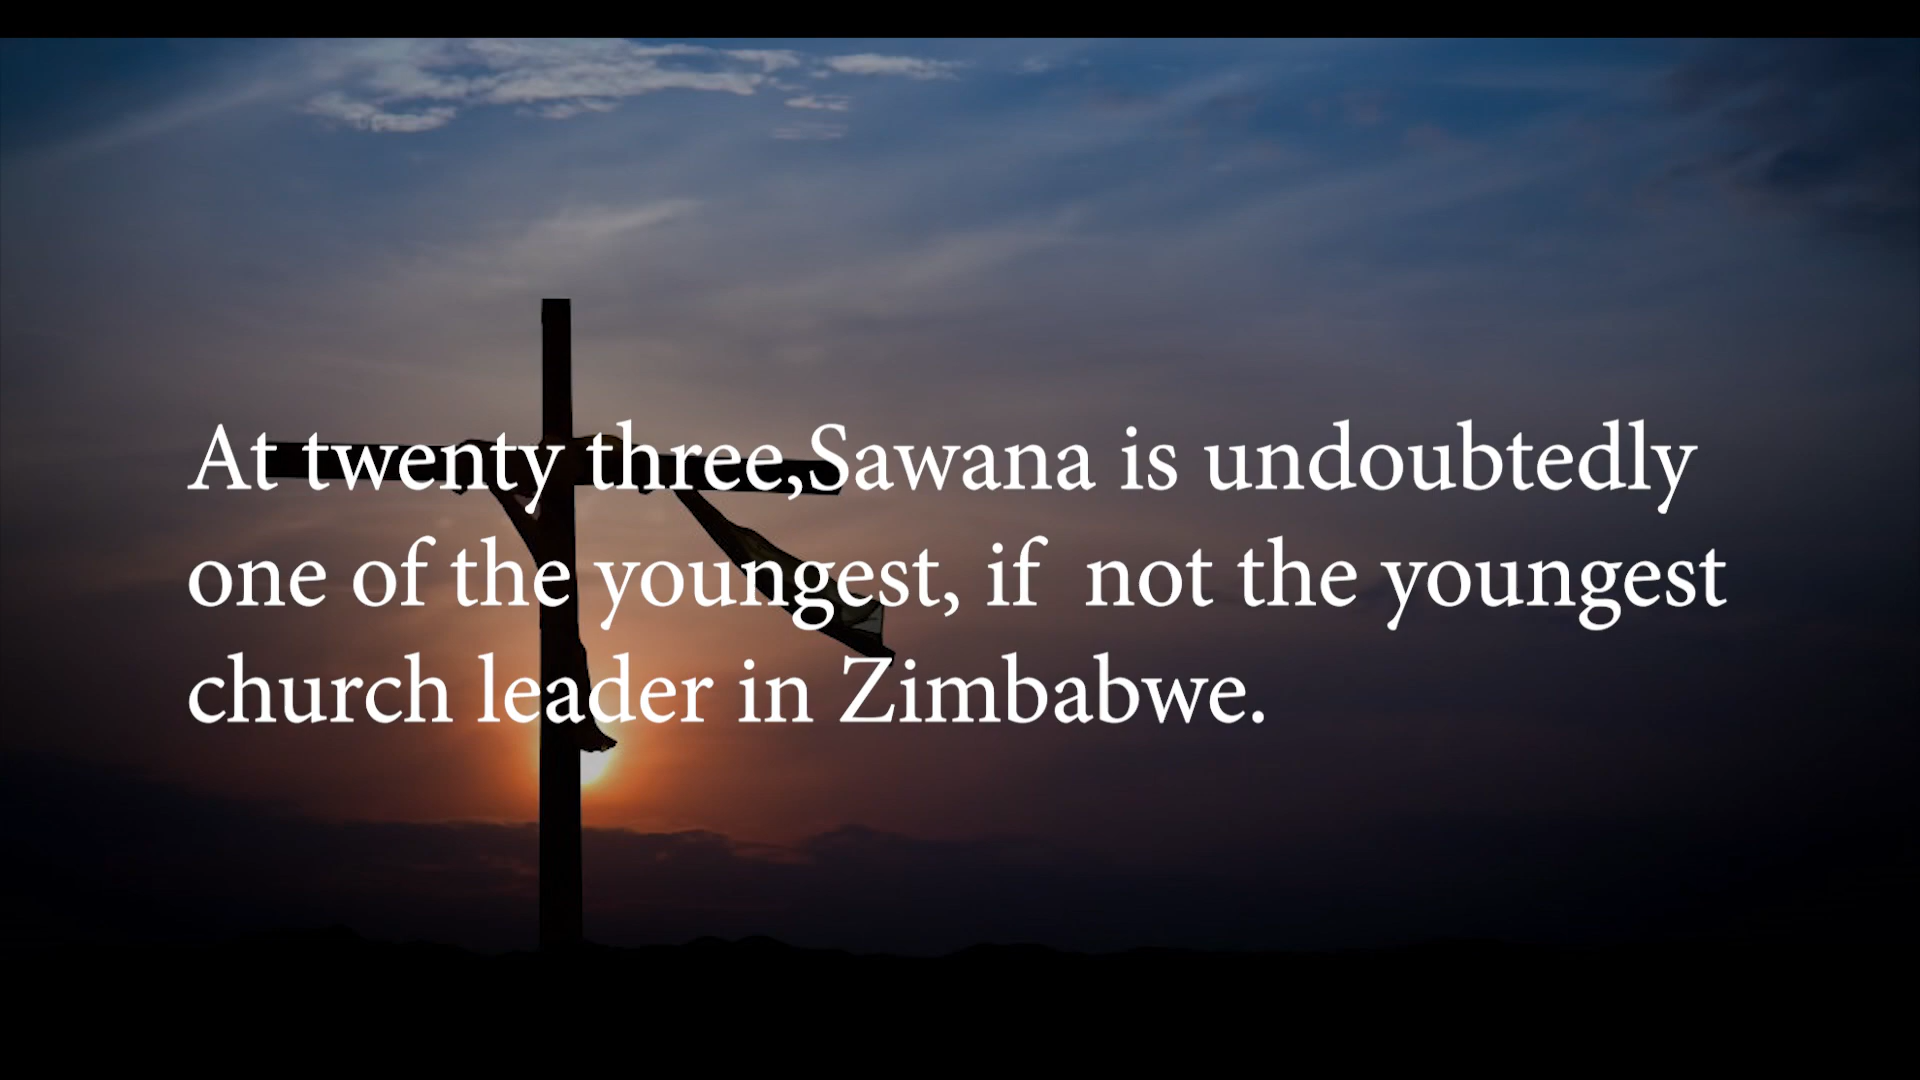 At twenty three,Sawana is undoubtedly
one of the youngest, if  not the youngest
church leader in Zimbabwe.